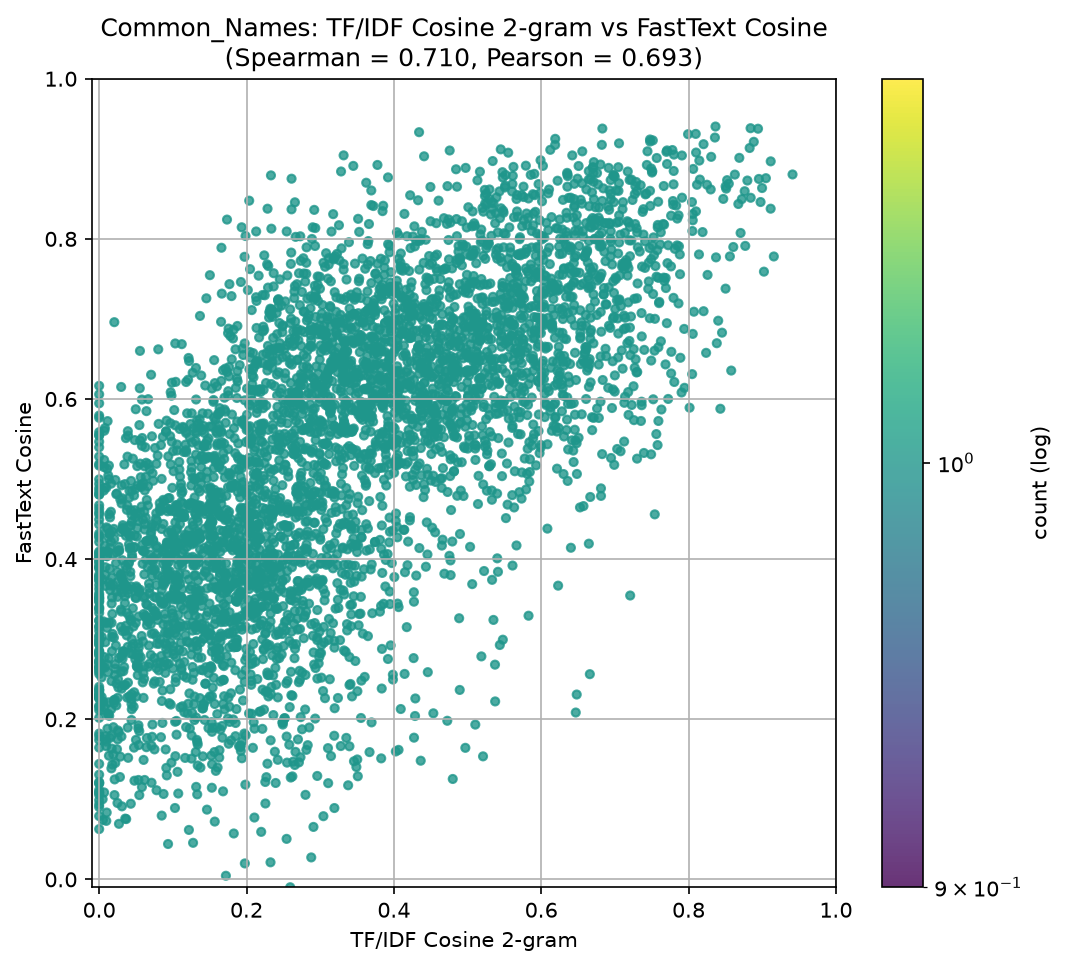 Common_Names: TF/IDF Cosine 2-gram vs FastText Cosine
(Spearman = 0.710, Pearson = 0.693)
1.0
0.8
0.6
0.4
0.2
0.0
FastText Cosine
0.0 0.2 0.4 0.6 0.8 1.0
TF/IDF Cosine 2-gram
10⁰
9 × 10⁻¹
count (log)